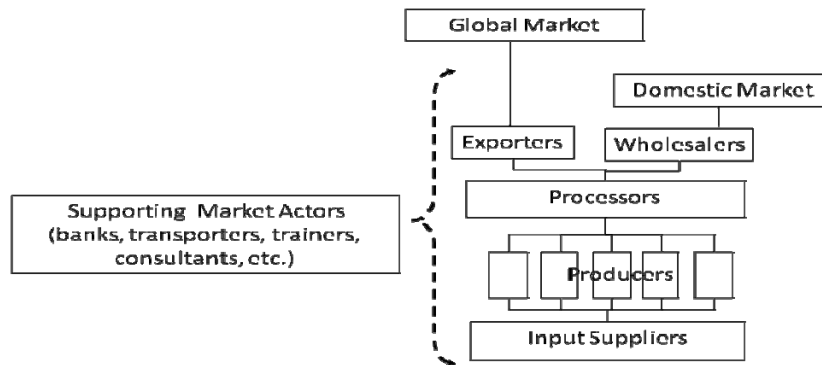 Global Market
Domestic Market
Exporters
Wholesalers
Processors
Supporting Market Actors
(banks, transporters, trainers,
consultants, etc.)
Producers
Input Suppliers